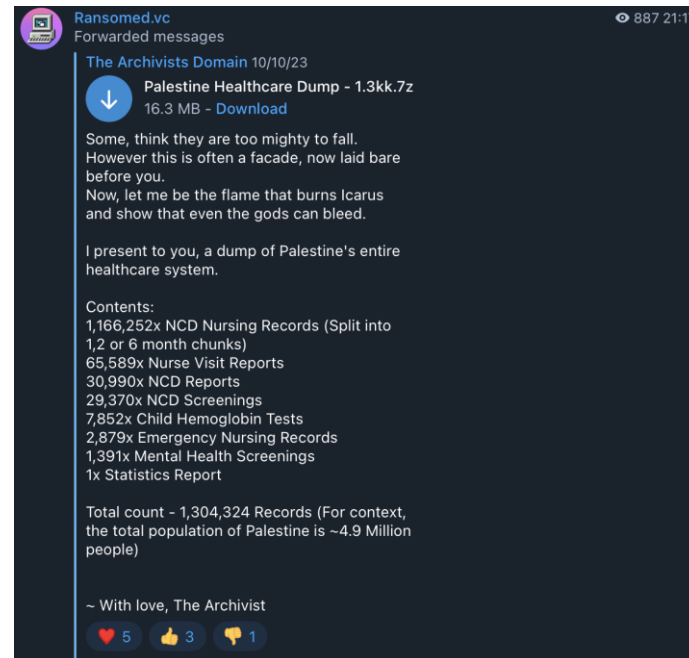 Ransomed.vc
887 21:1
Forwarded messages
The Archivists Domain 10/10/23
Palestine Healthcare Dump - 1.3kk.7z
16.3 MB - Download
Some, think they are too mighty to fall.
However this is often a facade, now laid bare
before you.
Now, let me be the flame that burns Icarus
and show that even the gods can bleed.
I present to you, a dump of Palestine's entire
healthcare system.
Contents:
1,166,252x NCD Nursing Records (Split into
1,2 or 6 month chunks)
65,589x Nurse Visit Reports
30,990x NCD Reports
29,370x NCD Screenings
7,852x Child Hemoglobin Tests
2,879x Emergency Nursing Records
1,391x Mental Health Screenings
1x Statistics Report
Total count - 1,304,324 Records (For context,
the total population of Palestine is ~4.9 Million
people)
~ With love, The Archivist
5 3 1